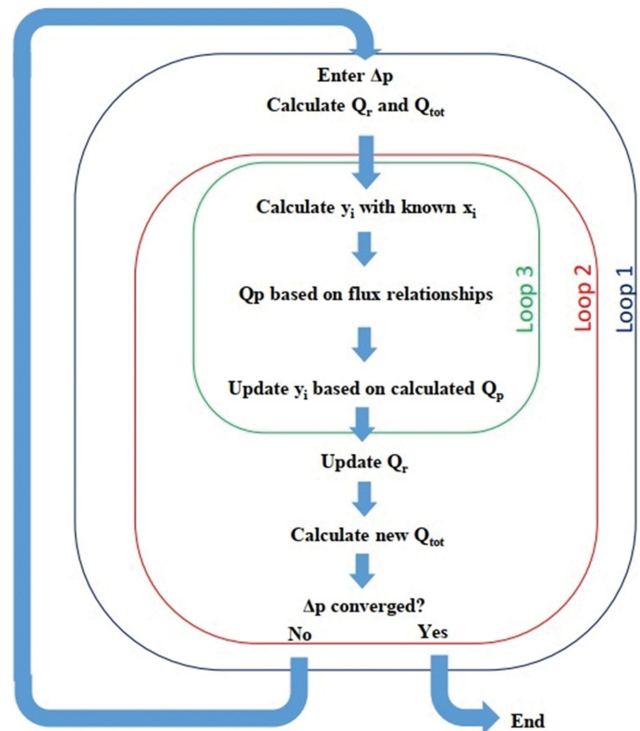 Enter Δp
Calculate Qr and Qtot
Calculate yi with known xi
Qp based on flux relationships
Update yi based on calculated Qp
Update Qr
Calculate new Qtot
Δp converged?
No Yes
End
Loop 3
Loop 2
Loop 1